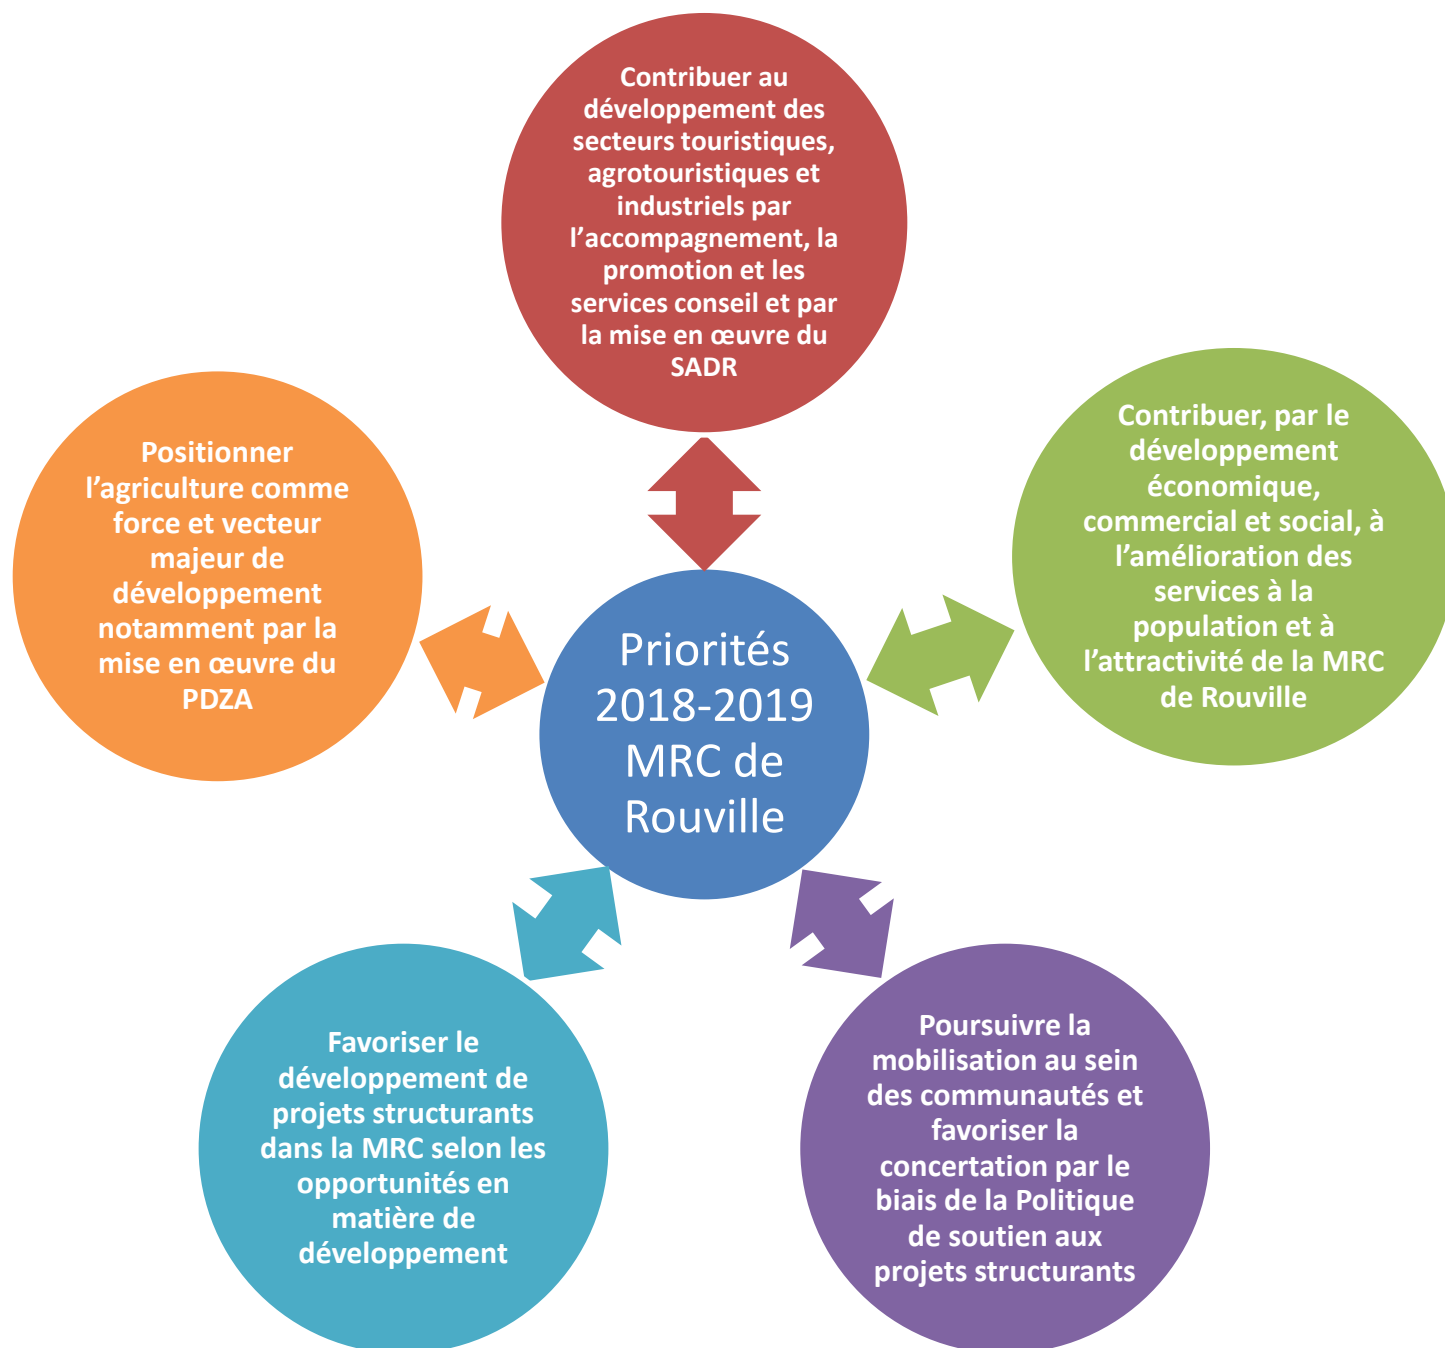 Contribuer au
développement des
secteurs touristiques,
agrotouristiques et
industriels par
l’accompagnement, la
promotion et les
services conseil et par
la mise en œuvre du
SADR
Contribuer, par le
développement
économique,
commercial et social, à
l’amélioration des
services à la
population et à
l’attractivité de la MRC
de Rouville
Poursuivre la
mobilisation au sein
des communautés et
favoriser la
concertation par le
biais de la Politique
de soutien aux
projets structurants
Favoriser le
développement de
projets structurants
dans la MRC selon les
opportunités en
matière de
développement
Positionner
l’agriculture comme
force et vecteur
majeur de
développement
notamment par la
mise en œuvre du
PDZA
Priorités
2018-2019
MRC de
Rouville